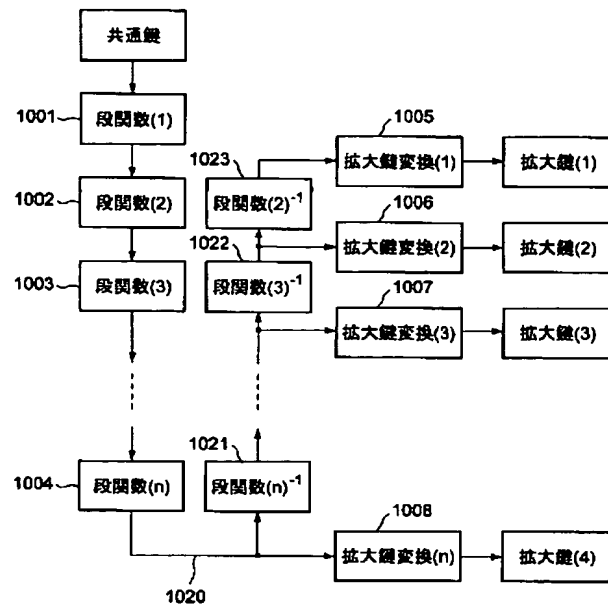 共通鍵
1001
段関数(1)
1005
拡大鍵変換(1)
拡大鍵(1)
1023
1002
段関数(2)
段関数(2)⁻¹
1006
拡大鍵変換(2)
拡大鍵(2)
1022
1003
段関数(3)
段関数(3)⁻¹
1007
拡大鍵変換(3)
拡大鍵(3)
1021
1004
段関数(n)
段関数(n)⁻¹
1008
拡大鍵変換(n)
拡大鍵(4)
1020